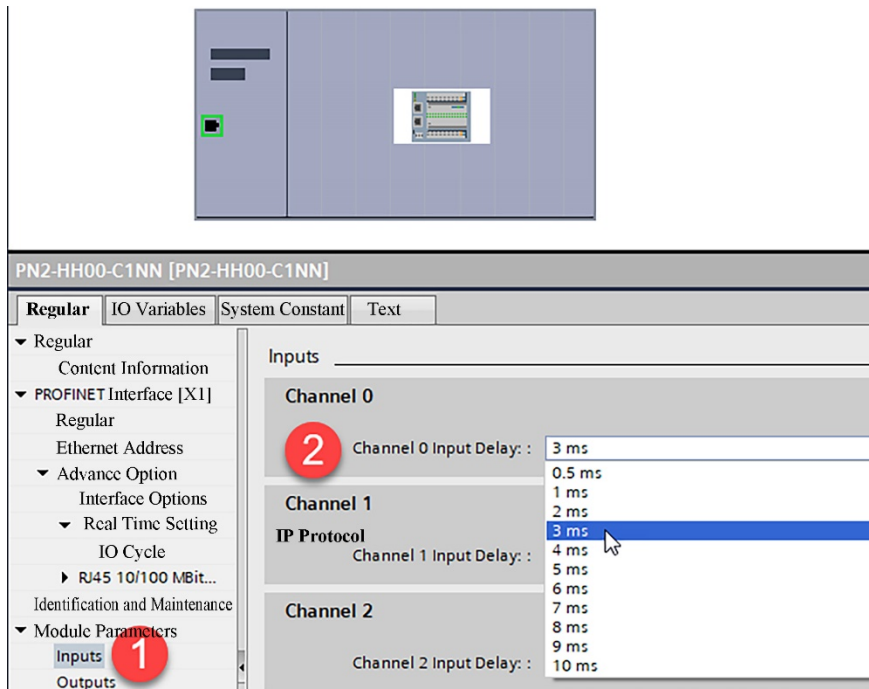 PN2-HH00-C1NN [PN2-HH00-C1NN]
Regular IO Variables System Constant Text
Regular
Content Information
PROFINET Interface [X1]
Regular
Ethernet Address
Advance Option
Interface Options
Real Time Setting
IO Cycle
RJ45 10/100 MBit...
Identification and Maintenance
Module Parameters
Inputs 1
Outputs
Inputs
Channel 0
2 Channel 0 Input Delay: : 3 ms
0.5 ms
1 ms
2 ms
3 ms
4 ms
5 ms
6 ms
7 ms
8 ms
9 ms
10 ms
Channel 1
IP Protocol
Channel 1 Input Delay: :
Channel 2
Channel 2 Input Delay: :